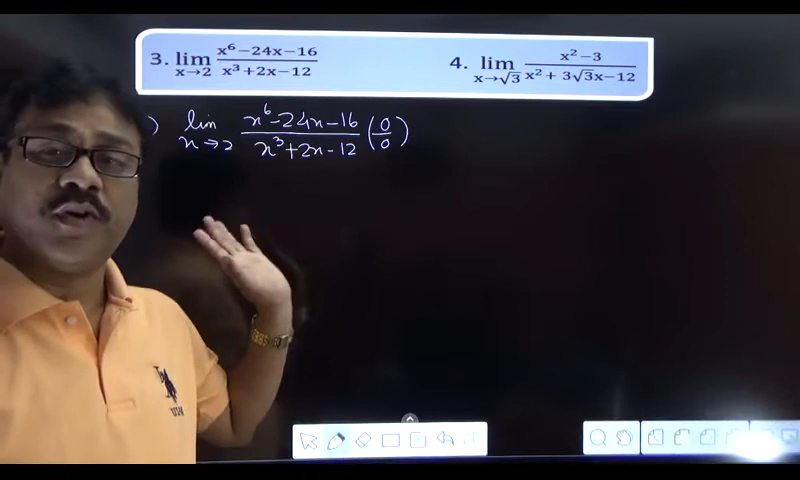 3. lim x→2 x⁶−24x−16 / x³+2x−12
4. lim x→√3 x²−3 / x²+3√3x−12
) lim x→2 x⁶-24x-16 / x³+2x-12 (0/0)